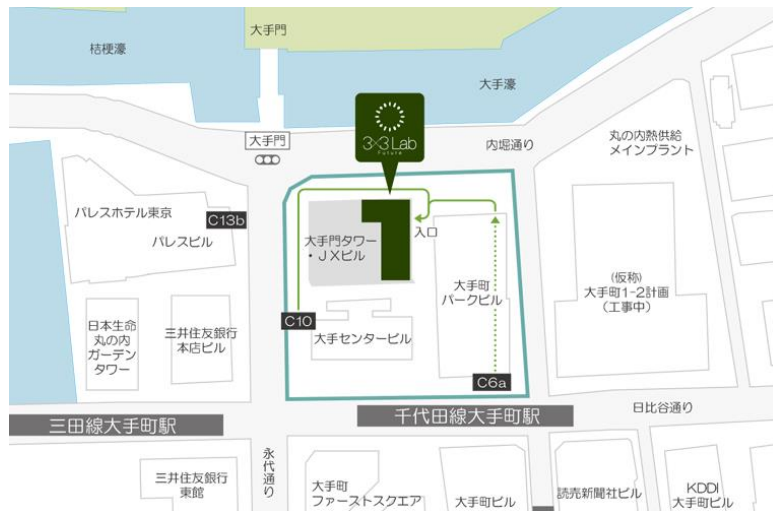 大手門
桔梗濠
大手濠
大手門
3×3 Lab
Future
内堀通り
丸の内熱供給
メインプラント
パレスホテル東京
C13b
パレスビル
大手門タワー
・JXビル
入口
大手町
パークビル
(仮称)
大手町1-2計画
(工事中)
C10
大手センタービル
日本生命
丸の内
ガーデン
タワー
三井住友銀行
本店ビル
C6a
三田線大手町駅
千代田線大手町駅
日比谷通り
永代通り
三井住友銀行
東館
大手町
ファーストスクエア
大手町ビル
読売新聞社ビル
KDDI
大手町ビル